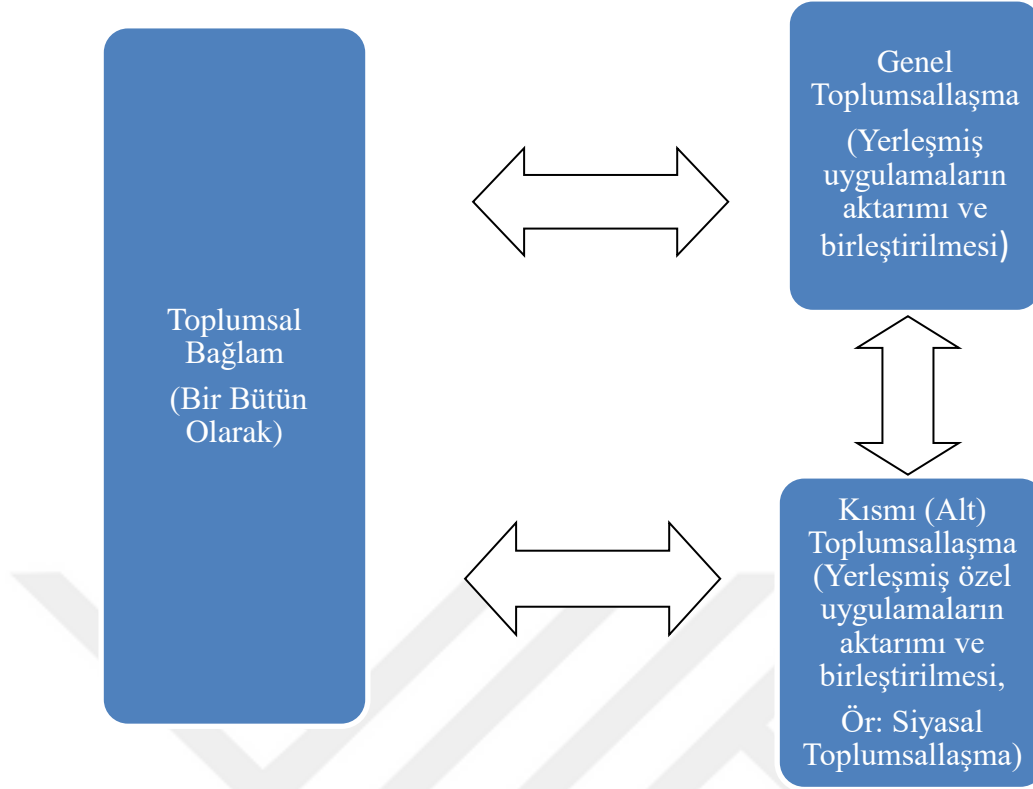 Toplumsal
Bağlam
(Bir Bütün
Olarak)
Genel
Toplumsallaşma
(Yerleşmiş
uygulamaların
aktarımı ve
birleştirilmesi)
Kısmı (Alt)
Toplumsallaşma
(Yerleşmiş özel
uygulamaların
aktarımı ve
birleştirilmesi,
Ör: Siyasal
Toplumsallaşma)